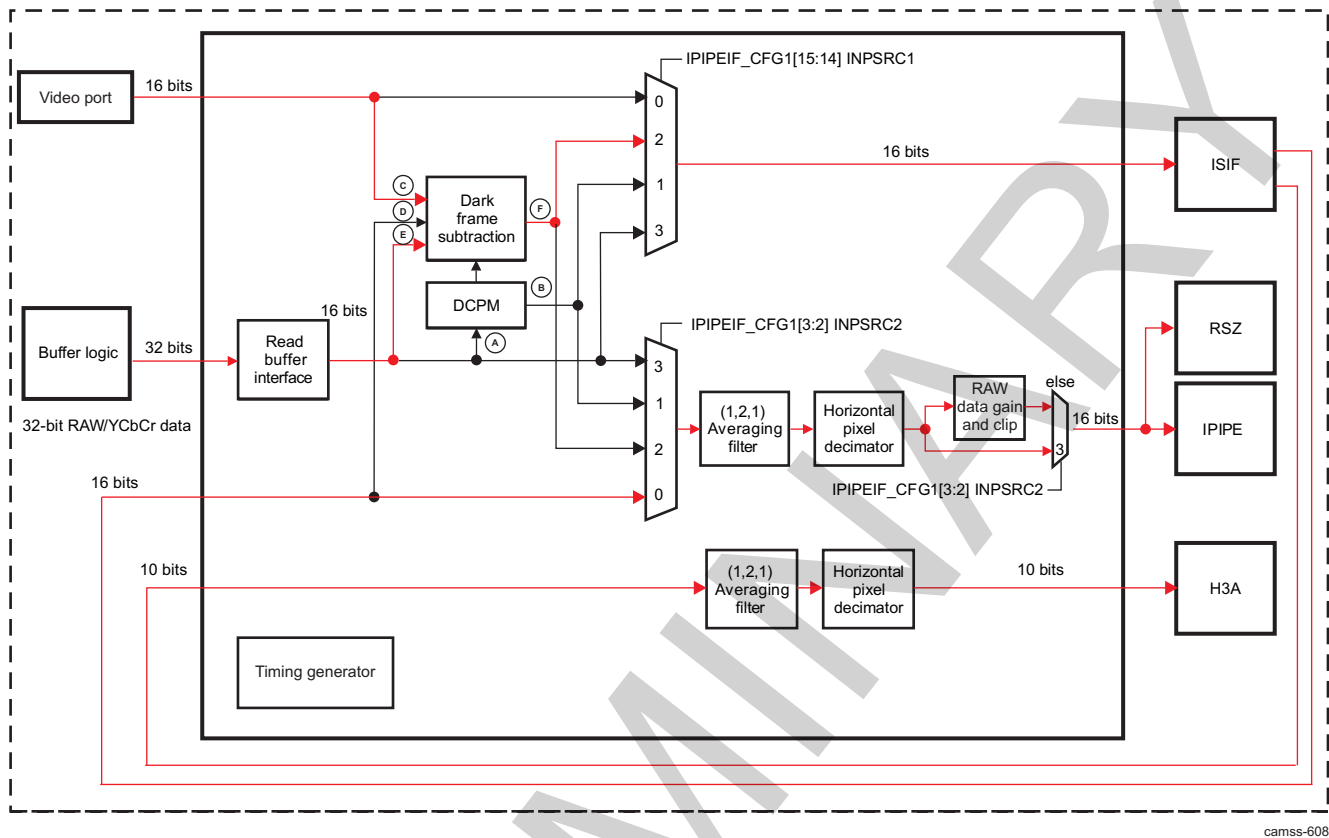 IPIPEIF_CFG1[15:14] INPSRC1
Video port
16 bits
0
2
1
3
16 bits
ISIF
C
D
E
F
Dark
frame
subtraction
B
DCPM
A
16 bits
Buffer logic
32 bits
Read
buffer
interface
32-bit RAW/YCbCr data
IPIPEIF_CFG1[3:2] INPSRC2
3
1
2
0
(1,2,1)
Averaging
filter
Horizontal
pixel
decimator
RAW
data gain
and clip
else
3
16 bits
IPIPEIF_CFG1[3:2] INPSRC2
RSZ
IPIPE
16 bits
10 bits
(1,2,1)
Averaging
filter
Horizontal
pixel
decimator
10 bits
H3A
Timing generator
MINARY
camss-608